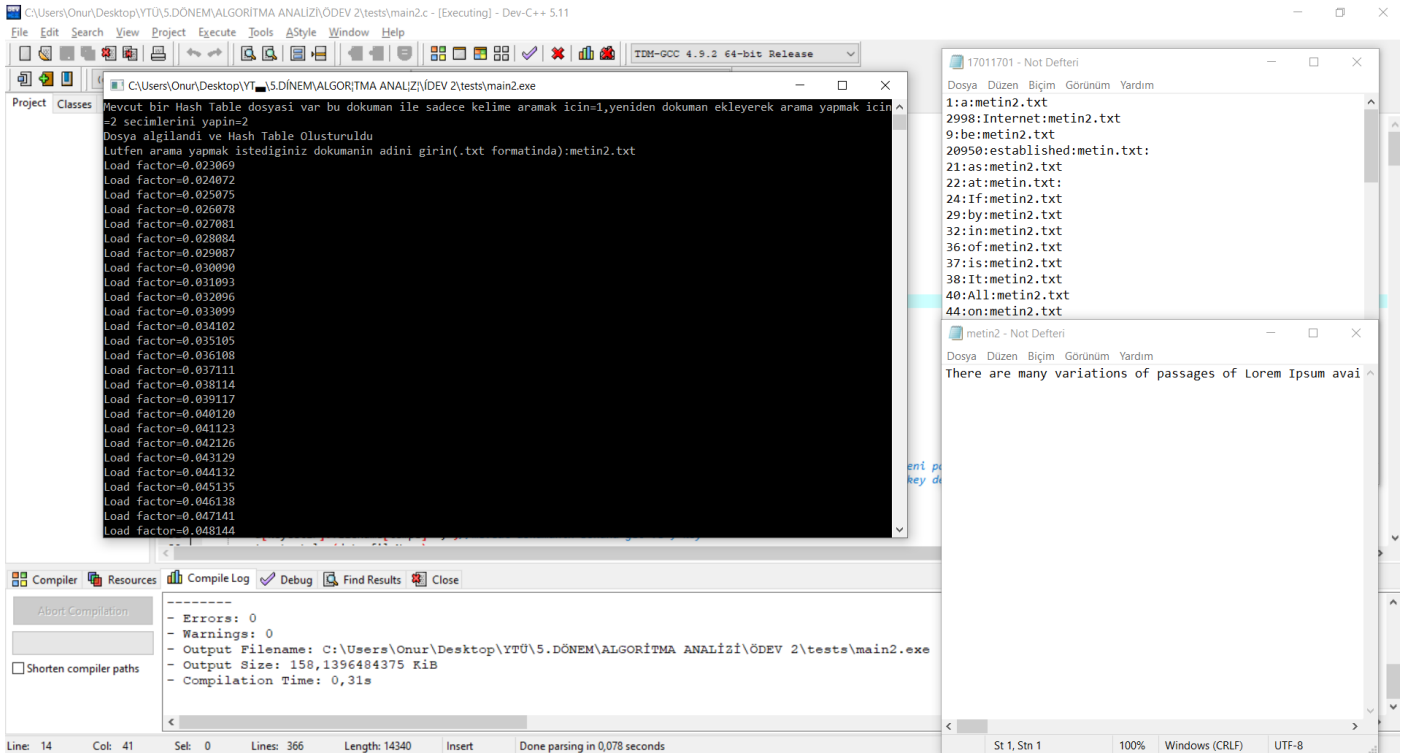 C:\Users\Onur\Desktop\YTÜ\5.DÖNEM\ALGORİTMA ANALİZİ\ÖDEV 2\tests\main2.c - [Executing] - Dev-C++ 5.11
File Edit Search View Project Execute Tools AStyle Window Help
TDM-GCC 4.9.2 64-bit Release
Project Classes
C:\Users\Onur\Desktop\YT▄\5.DİNEM\ALGOR¦TMA ANAL¦Z¦\İDEV 2\tests\main2.exe
Mevcut bir Hash Table dosyasi var bu dokuman ile sadece kelime aramak icin=1,yeniden dokuman ekleyerek arama yapmak icin
=2 secimlerini yapin=2
Dosya algilandi ve Hash Table Olusturuldu
Lutfen arama yapmak istediginiz dokumanin adini girin(.txt formatinda):metin2.txt
Load factor=0.023069
Load factor=0.024072
Load factor=0.025075
Load factor=0.026078
Load factor=0.027081
Load factor=0.028084
Load factor=0.029087
Load factor=0.030090
Load factor=0.031093
Load factor=0.032096
Load factor=0.033099
Load factor=0.034102
Load factor=0.035105
Load factor=0.036108
Load factor=0.037111
Load factor=0.038114
Load factor=0.039117
Load factor=0.040120
Load factor=0.041123
Load factor=0.042126
Load factor=0.043129
Load factor=0.044132
Load factor=0.045135
Load factor=0.046138
Load factor=0.047141
Load factor=0.048144
17011701 - Not Defteri
Dosya Düzen Biçim Görünüm Yardım
1:a:metin2.txt
2998:Internet:metin2.txt
9:be:metin2.txt
20950:established:metin.txt:
21:as:metin2.txt
22:at:metin.txt:
24:If:metin2.txt
29:by:metin2.txt
32:in:metin2.txt
36:of:metin2.txt
37:is:metin2.txt
38:It:metin2.txt
40:All:metin2.txt
44:on:metin2.txt
metin2 - Not Defteri
Dosya Düzen Biçim Görünüm Yardım
There are many variations of passages of Lorem Ipsum avai
St 1, Stn 1 100% Windows (CRLF) UTF-8
eni
key
Compiler Resources Compile Log Debug Find Results Close
Abort Compilation
Shorten compiler paths
--------
- Errors: 0
- Warnings: 0
- Output Filename: C:\Users\Onur\Desktop\YTÜ\5.DÖNEM\ALGORİTMA ANALİZİ\ÖDEV 2\tests\main2.exe
- Output Size: 158,1396484375 KiB
- Compilation Time: 0,31s
Line: 14 Col: 41 Sel: 0 Lines: 366 Length: 14340 Insert Done parsing in 0,078 seconds